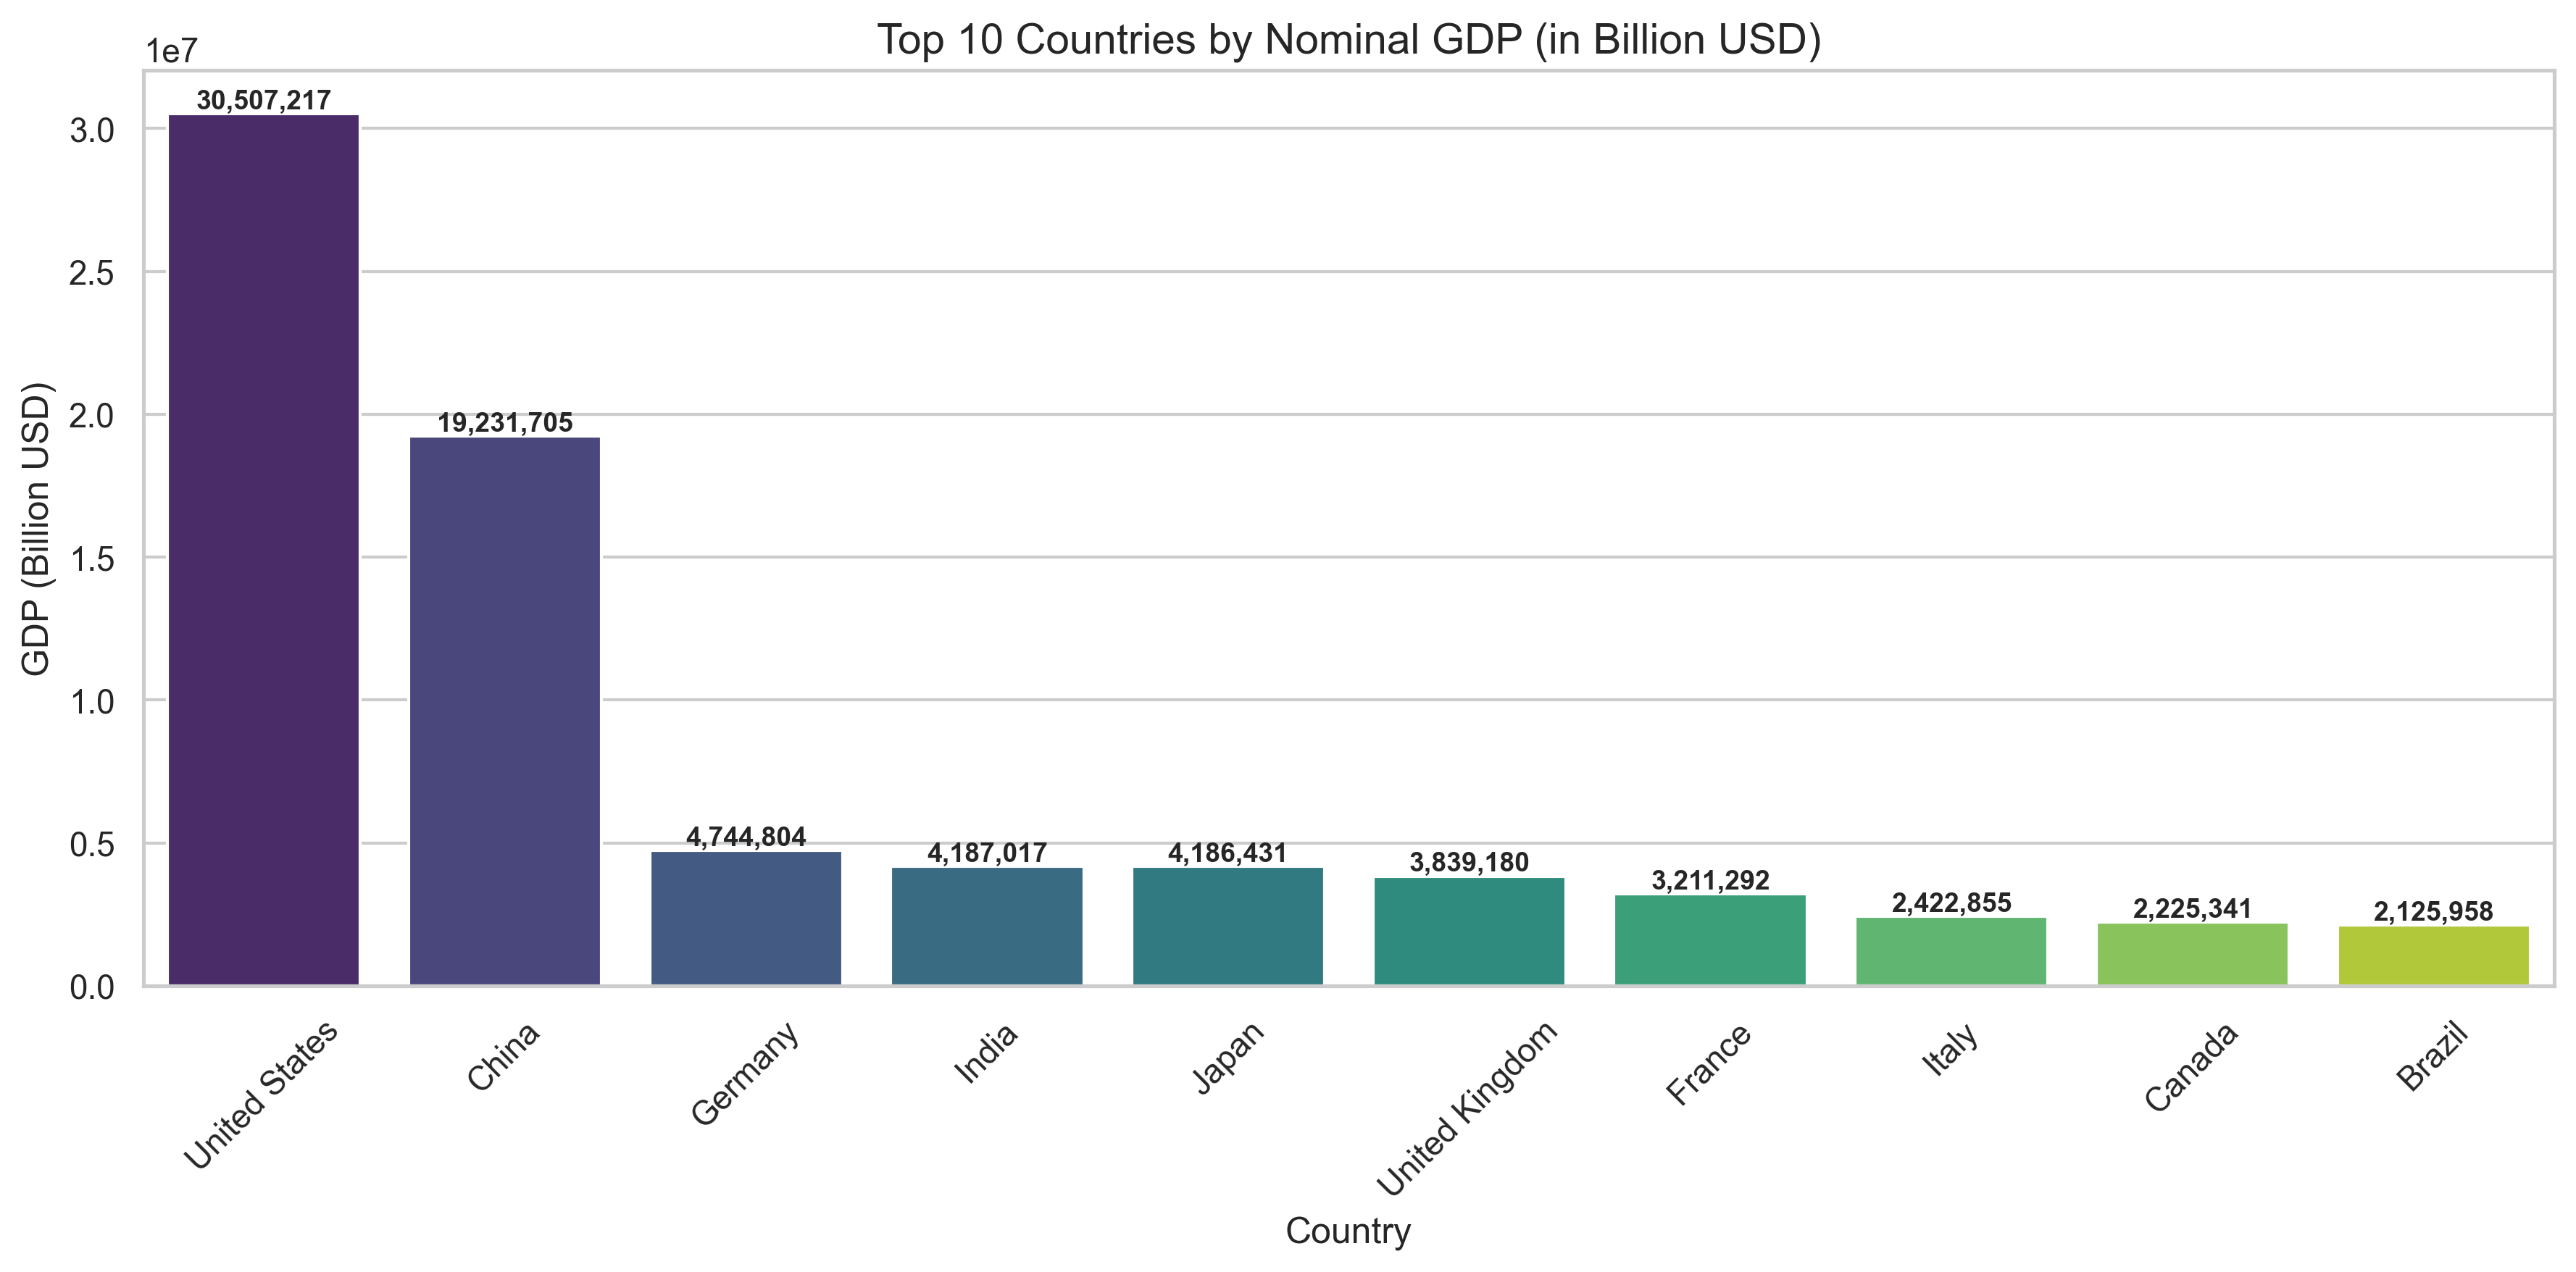 Top 10 Countries by Nominal GDP (in Billion USD)
1e7
GDP (Billion USD)
3.0
2.5
2.0
1.5
1.0
0.5
0.0
30,507,217
19,231,705
4,744,804
4,187,017
4,186,431
3,839,180
3,211,292
2,422,855
2,225,341
2,125,958
United States
China
Germany
India
Japan
United Kingdom
France
Italy
Canada
Brazil
Country